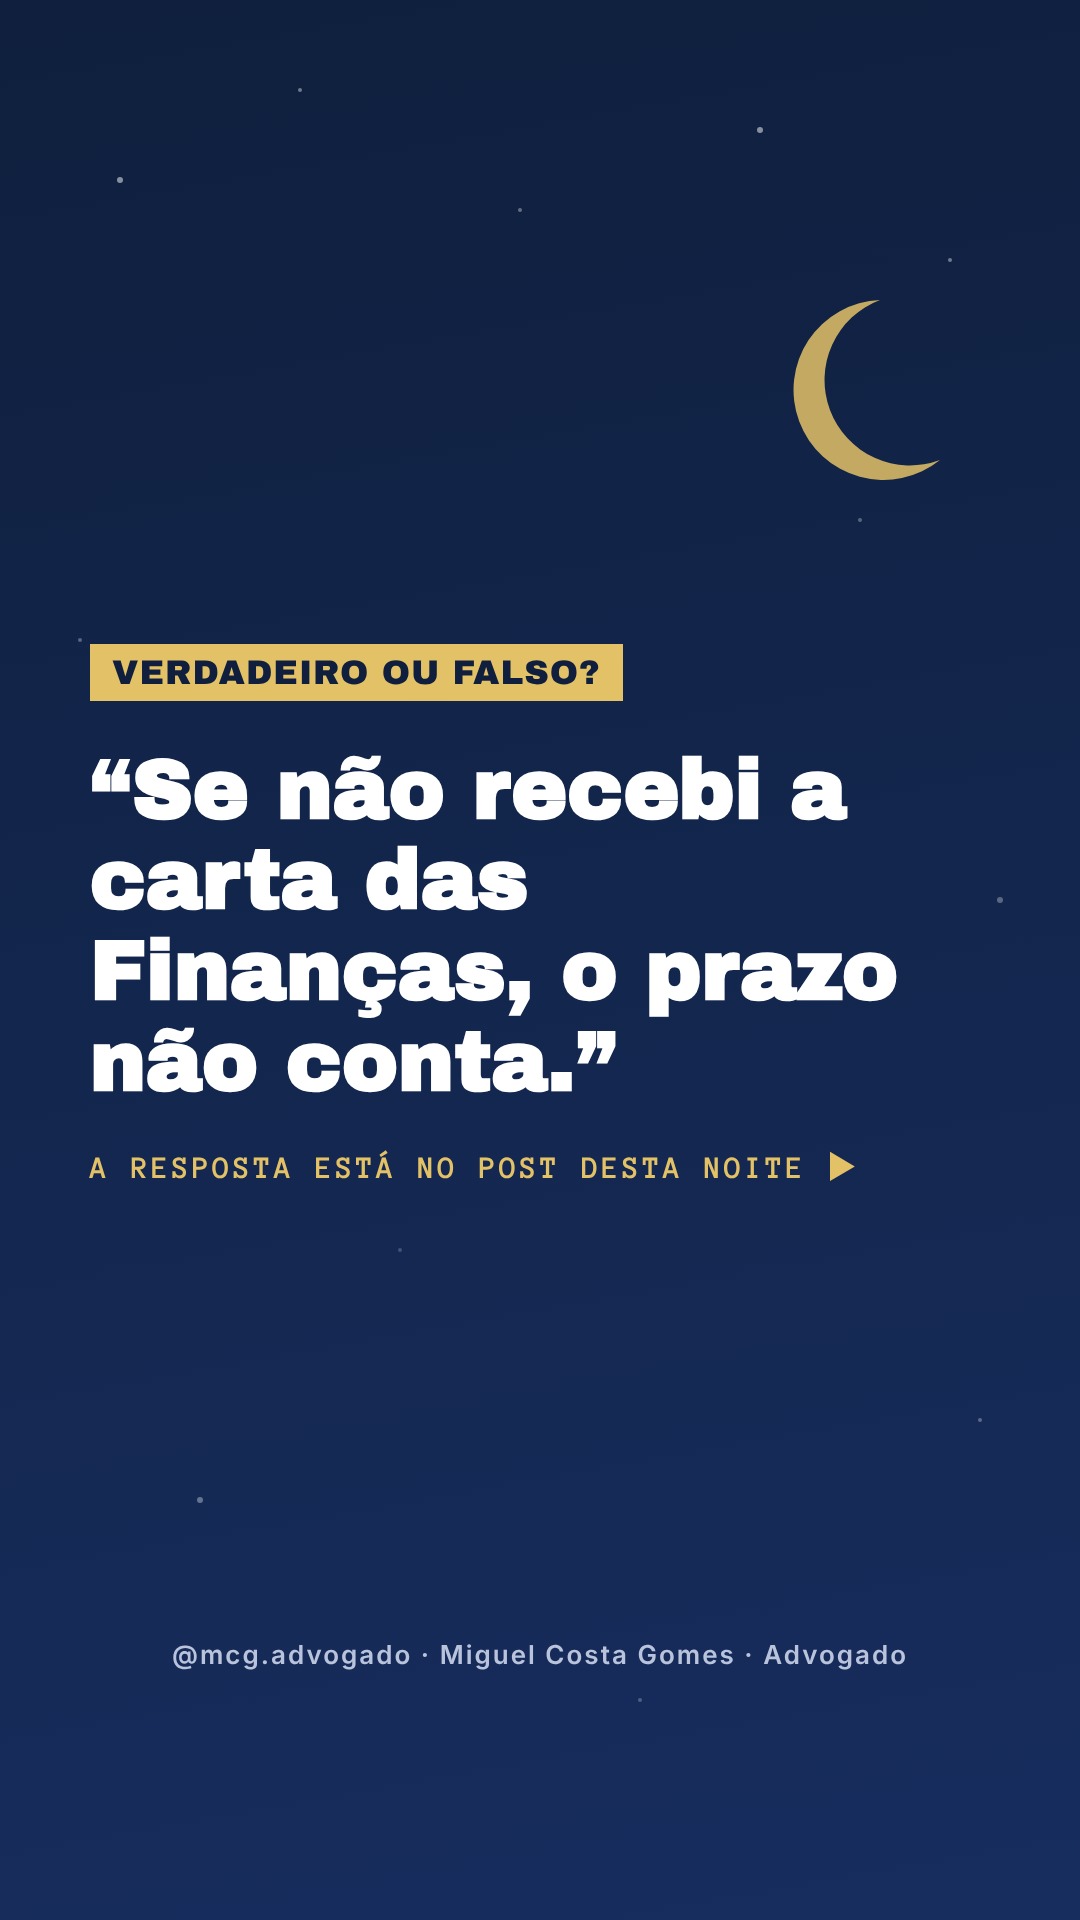 VERDADEIRO OU FALSO?
“Se não recebi a
carta das
Finanças, o prazo
não conta.”
A RESPOSTA ESTÁ NO POST DESTA NOITE ▶
@mcg.advogado · Miguel Costa Gomes · Advogado